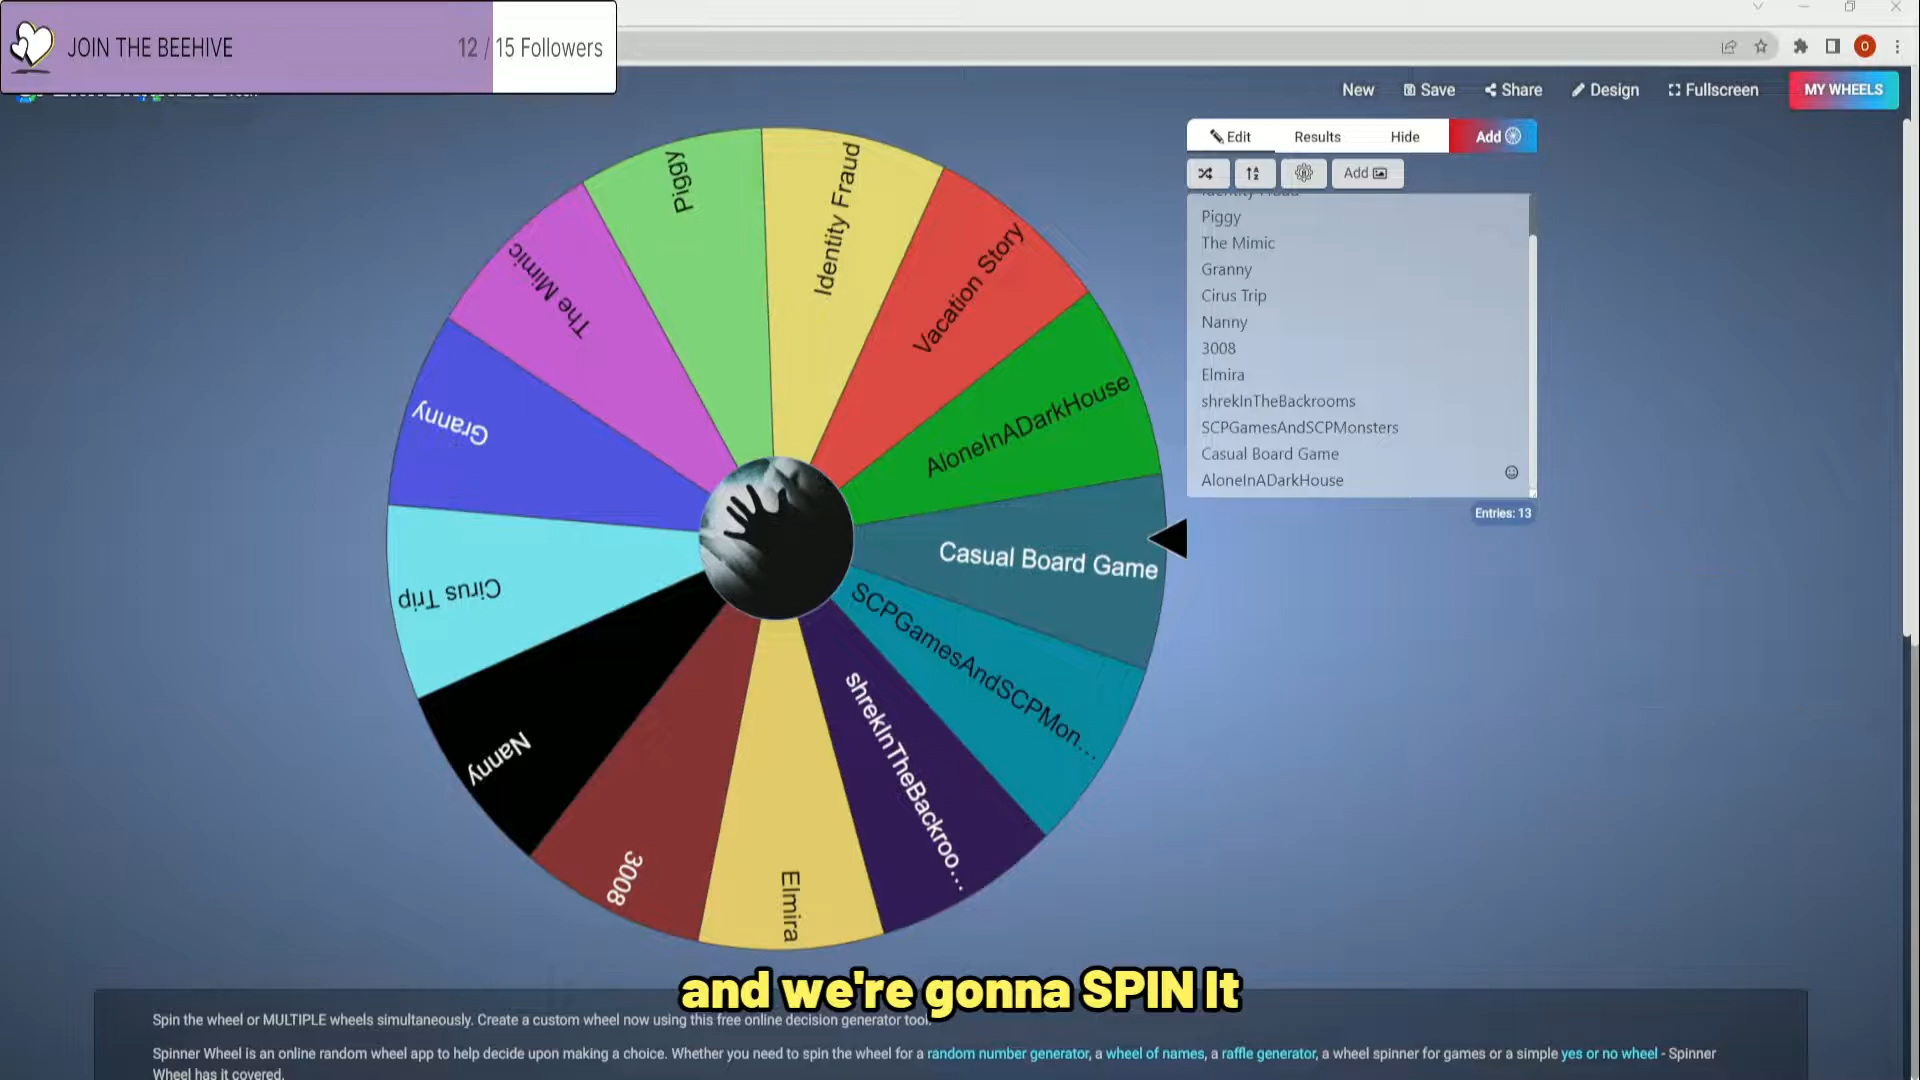 JOIN THE BEEHIVE
12 / 15 Followers
O
New
Save
Share
Design
Fullscreen
MY WHEELS
Edit
Results
Hide
Add
Add
Identity Fraud
Piggy
The Mimic
Granny
Cirus Trip
Nanny
3008
Elmira
shrekInTheBackrooms
SCPGamesAndSCPMonsters
Casual Board Game
AloneInADarkHouse
Entries: 13
Piggy
Identity Fraud
Vacation Story
AloneInADarkHouse
Casual Board Game
SCPGamesAndSCPMon...
shrekInTheBackroo...
Elmira
3008
Nanny
Cirus Trip
Granny
The Mimic
and we're gonna SPIN It
Spin the wheel or MULTIPLE wheels simultaneously. Create a custom wheel now using this free online decision generator tool.
Spinner Wheel is an online random wheel app to help decide upon making a choice. Whether you need to spin the wheel for a random number generator, a wheel of names, a raffle generator, a wheel spinner for games or a simple yes or no wheel - Spinner
Wheel has it covered.